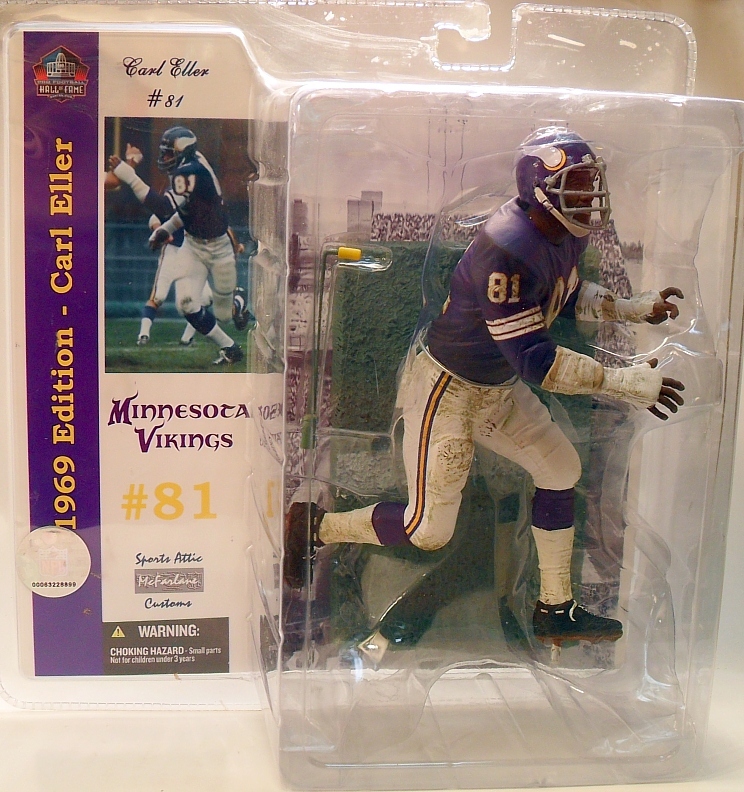 PRO FOOTBALL
HALL OF FAME
Carl Eller
#81
1969 Edition - Carl Eller
81
MINNESOTA
VIKINGS
#81
Sports Attic
McFarlane
Customs
00063228899
WARNING:
CHOKING HAZARD - Small parts
Not for children under 3 years
81